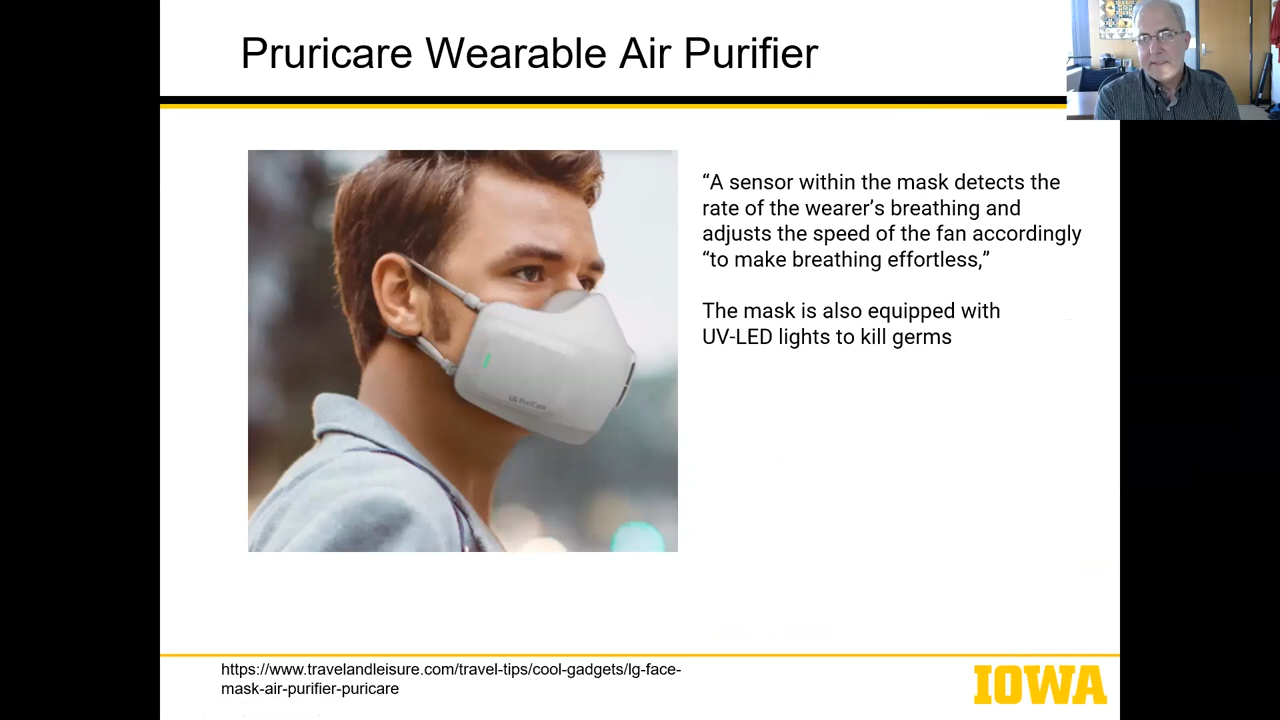 Pruricare Wearable Air Purifier
“A sensor within the mask detects the
rate of the wearer’s breathing and
adjusts the speed of the fan accordingly
“to make breathing effortless,”
The mask is also equipped with
UV-LED lights to kill germs
LG PuriCare
https://www.travelandleisure.com/travel-tips/cool-gadgets/lg-face-
mask-air-purifier-puricare
IOWA